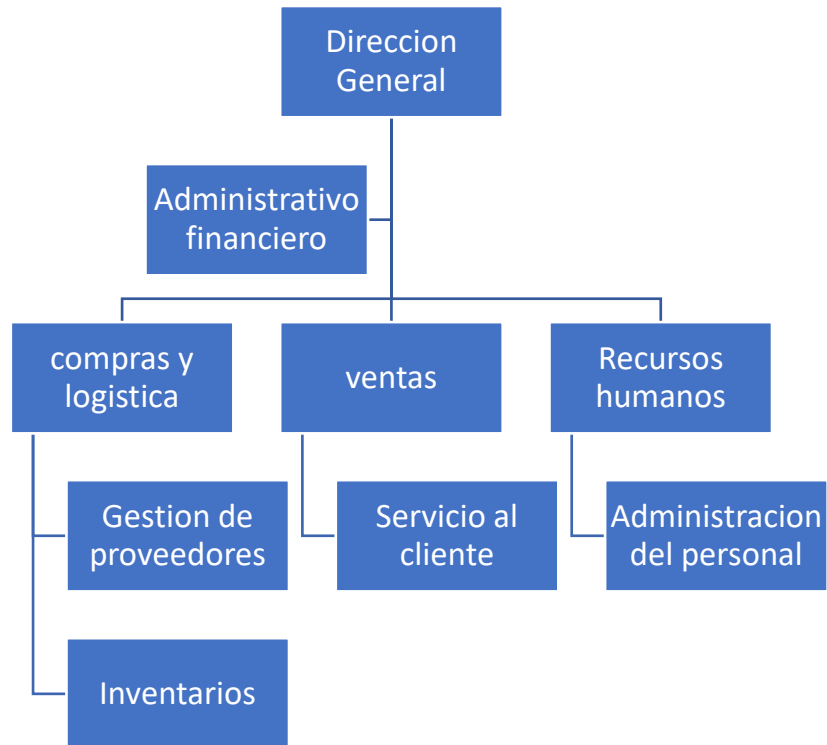 Direccion
General
Administrativo
financiero
compras y
logistica
ventas
Recursos
humanos
Gestion de
proveedores
Servicio al
cliente
Administracion
del personal
Inventarios